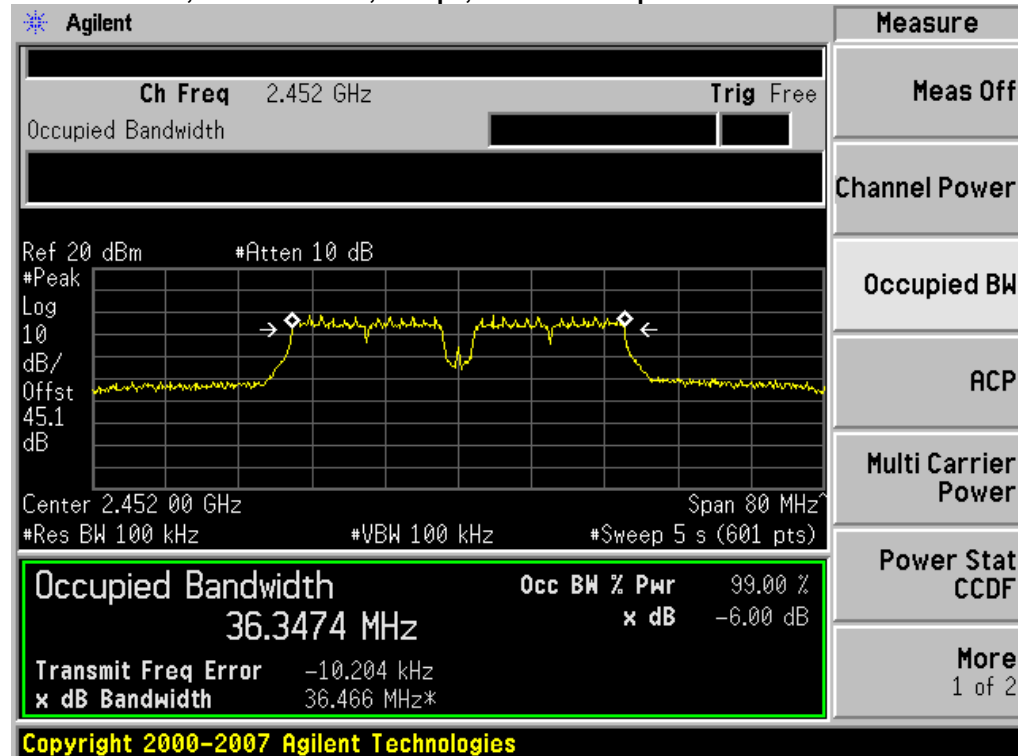 Agilent
Measure
Ch Freq 2.452 GHz Trig Free
Occupied Bandwidth
Meas Off
Channel Power
Occupied BW
ACP
Multi Carrier
Power
Power Stat
CCDF
More
1 of 2
Ref 20 dBm #Atten 10 dB
#Peak
Log
10
dB/
Offst
45.1
dB
Center 2.452 00 GHz Span 80 MHz^
#Res BW 100 kHz #VBW 100 kHz #Sweep 5 s (601 pts)
Occupied Bandwidth
36.3474 MHz
Occ BW % Pwr 99.00 %
x dB -6.00 dB
Transmit Freq Error -10.204 kHz
x dB Bandwidth 36.466 MHz*
Copyright 2000-2007 Agilent Technologies